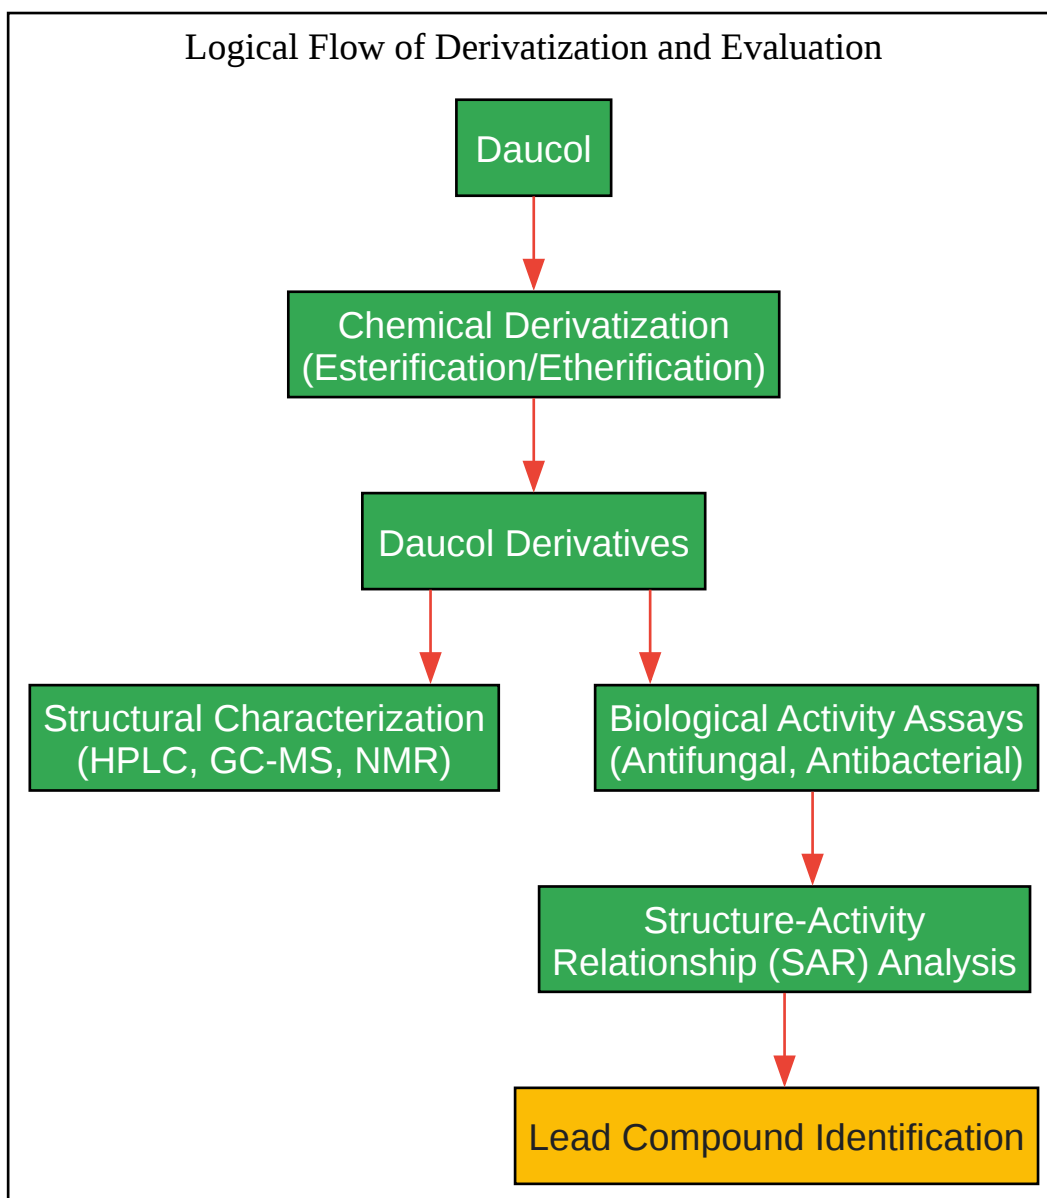 Logical Flow of Derivatization and Evaluation
Daucol
Chemical Derivatization
(Esterification/Etherification)
Daucol Derivatives
Structural Characterization
(HPLC, GC-MS, NMR)
Biological Activity Assays
(Antifungal, Antibacterial)
Structure-Activity
Relationship (SAR) Analysis
Lead Compound Identification